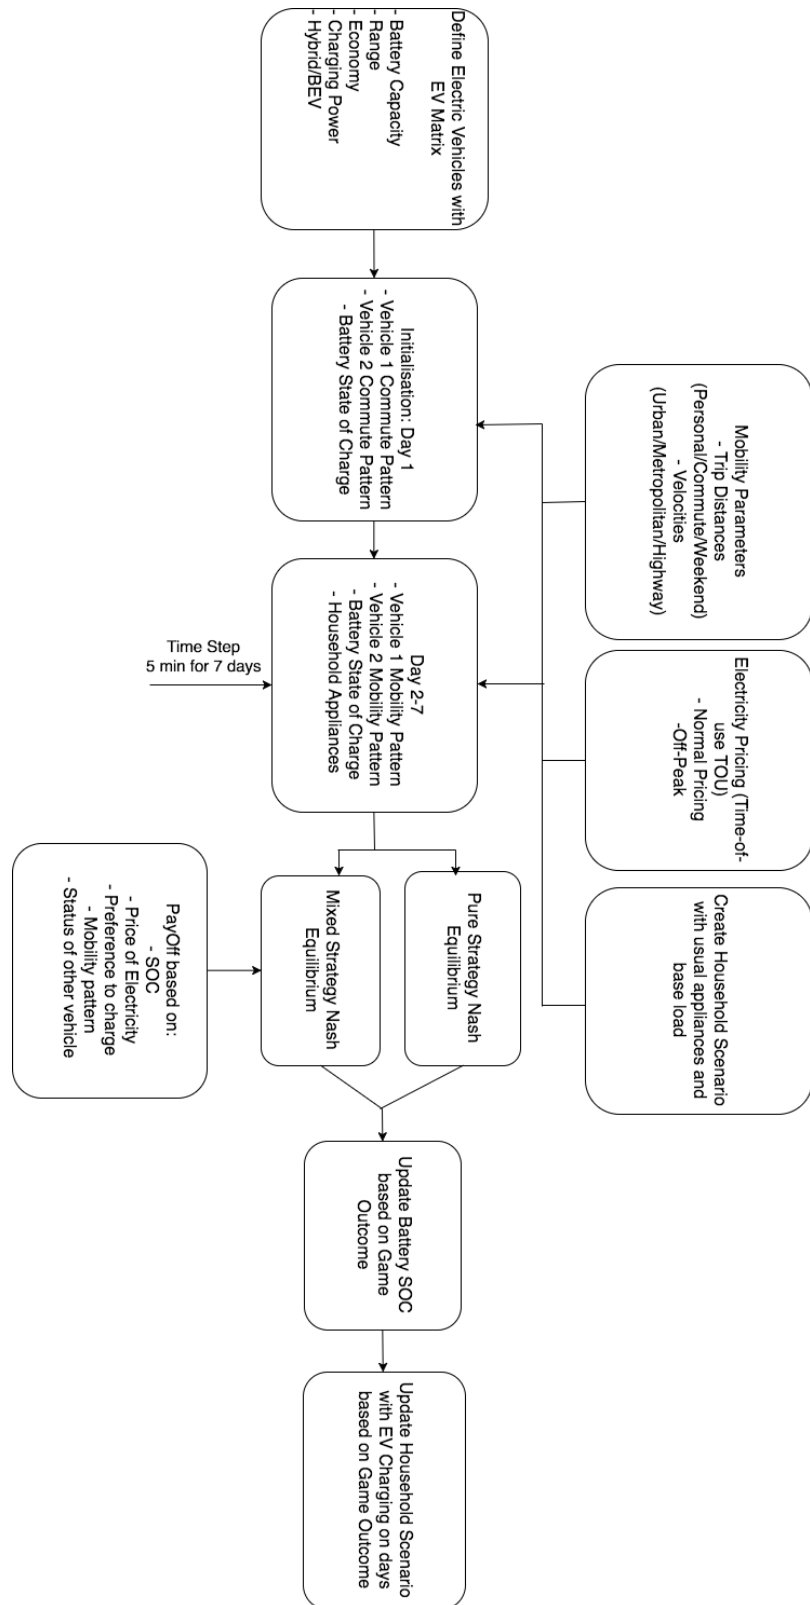 Define Electric Vehicles with
EV Matrix
- Battery Capacity
- Range
- Economy
- Charging Power
- Hybrid/BEV
Initialisation: Day 1
- Vehicle 1 Commute Pattern
- Vehicle 2 Commute Pattern
- Battery State of Charge
Mobility Parameters
- Trip Distances
(Personal/Commute/Weekend)
- Velocities
(Urban/Metropolitan/Highway)
Electricity Pricing (Time-of-
use TOU)
- Normal Pricing
-Off-Peak
Create Household Scenario
with usual appliances and
base load
Day 2-7
- Vehicle 1 Mobility Pattern
- Vehicle 2 Mobility Pattern
- Battery State of Charge
- Household Appliances
Time Step
5 min for 7 days
Pure Strategy Nash
Equilibrium
Mixed Strategy Nash
Equilibrium
PayOff based on:
- SOC
- Price of Electricity
- Preference to charge
- Mobility pattern
- Status of other vehicle
Update Battery SOC
based on Game
Outcome
Update Household Scenario
with EV Charging on days
based on Game Outcome